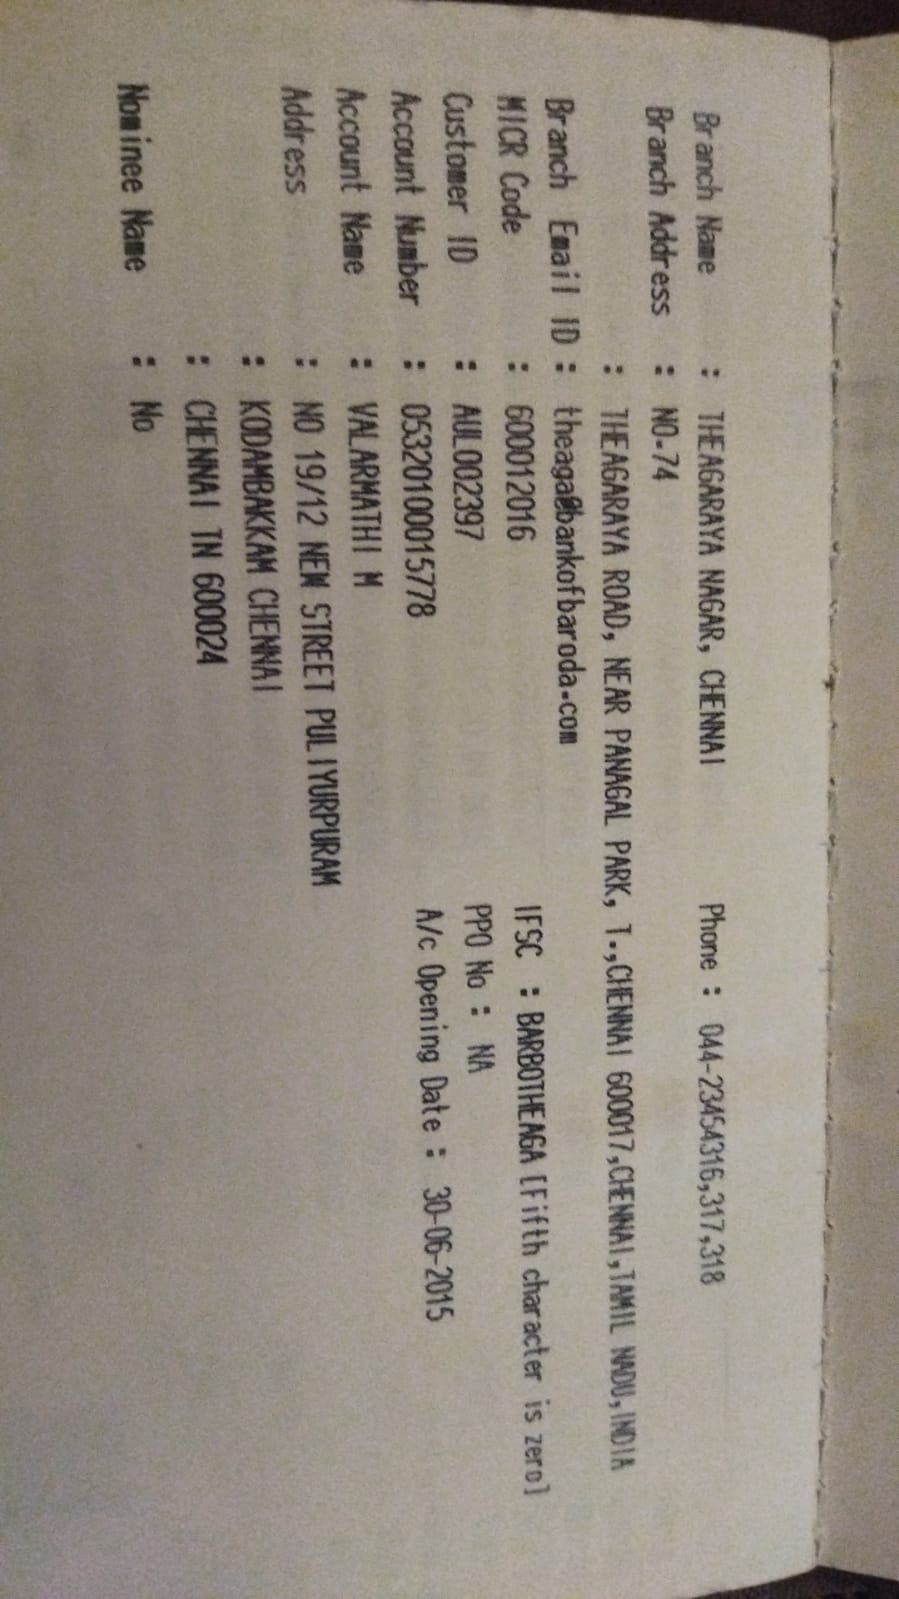 Branch Name : THEAGARAYA NAGAR, CHENNAI Phone : 044-23454316,317,318
Branch Address : NO.74
: THEAGARAYA ROAD, NEAR PANAGAL PARK, T.,CHENNAI 600017,CHENNAI,TAMIL NADU,INDIA
Branch Email ID : theaga@bankofbaroda.com
MICR Code : 600012016 IFSC : BARB0THEAGA [Fifth character is zero]
Customer ID : AUL002397 PPO No : NA
Account Number : 05320100015778 A/c Opening Date : 30-06-2015
Account Name : VALARMATHI M
Address : NO 19/12 NEW STREET PULIYURPURAM
: KODAMBAKKAM CHENNAI
: CHENNAI TN 600024
Nominee Name : No